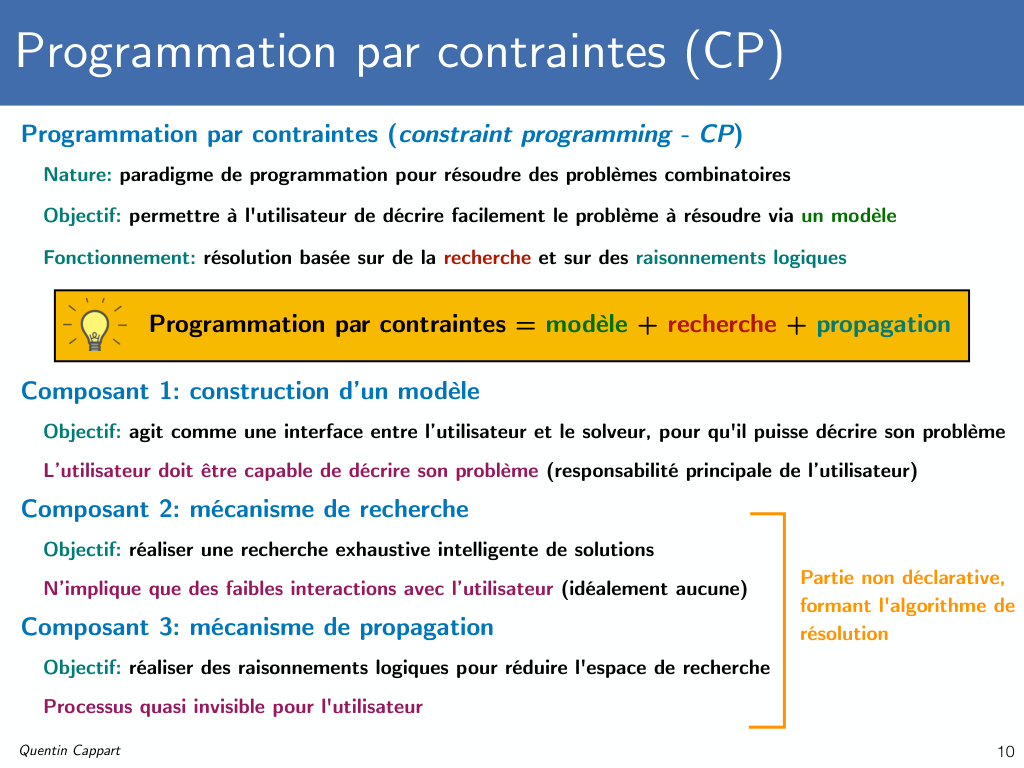 Programmation par contraintes (CP)
Programmation par contraintes (constraint programming - CP)
Nature: paradigme de programmation pour résoudre des problèmes combinatoires
Objectif: permettre à l'utilisateur de décrire facilement le problème à résoudre via un modèle
Fonctionnement: résolution basée sur de la recherche et sur des raisonnements logiques
Programmation par contraintes = modèle + recherche + propagation
Composant 1: construction d’un modèle
Objectif: agit comme une interface entre l’utilisateur et le solveur, pour qu'il puisse décrire son problème
L’utilisateur doit être capable de décrire son problème (responsabilité principale de l’utilisateur)
Composant 2: mécanisme de recherche
Objectif: réaliser une recherche exhaustive intelligente de solutions
N’implique que des faibles interactions avec l’utilisateur (idéalement aucune)
Composant 3: mécanisme de propagation
Objectif: réaliser des raisonnements logiques pour réduire l'espace de recherche
Processus quasi invisible pour l'utilisateur
Partie non déclarative,
formant l'algorithme de
résolution
Quentin Cappart
10